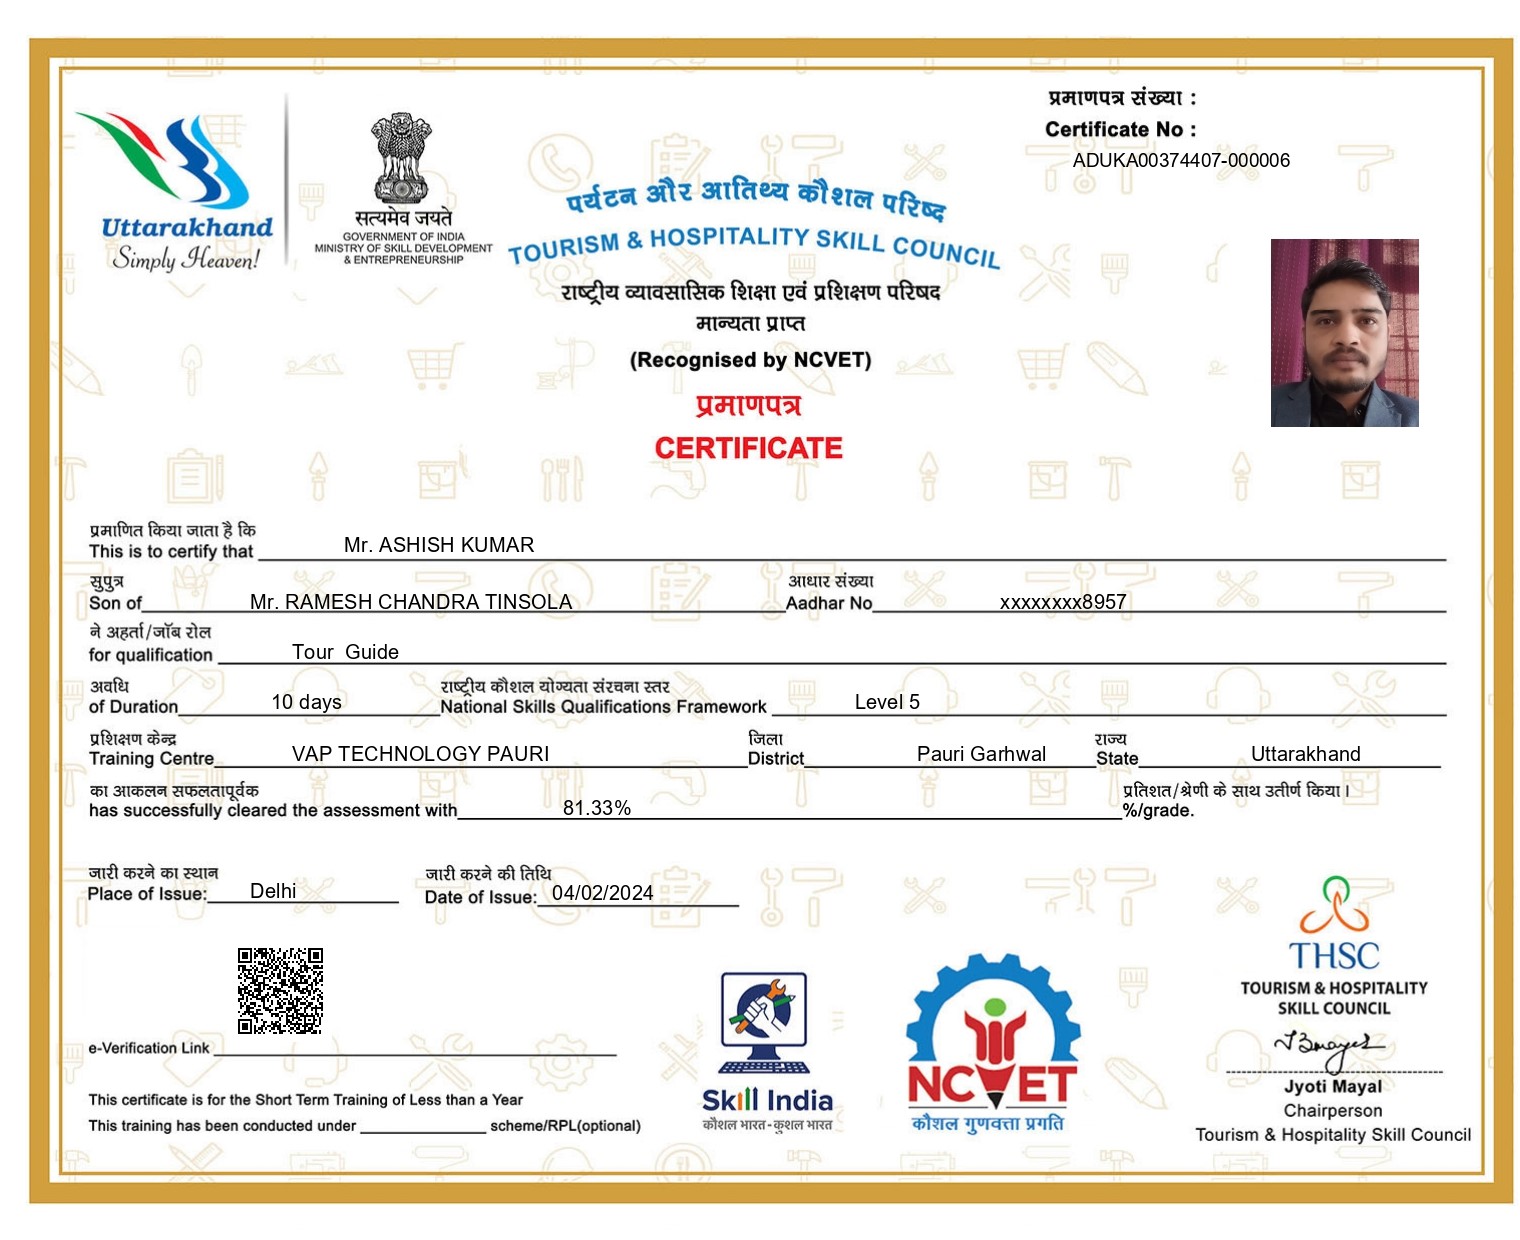 प्रमाणपत्र संख्या :
Certificate No :
ADUKA00374407-000006
Uttarakhand
Simply Heaven!
सत्यमेव जयते
GOVERNMENT OF INDIA
MINISTRY OF SKILL DEVELOPMENT
& ENTREPRENEURSHIP
पर्यटन और आतिथ्य कौशल परिषद
TOURISM & HOSPITALITY SKILL COUNCIL
राष्ट्रीय व्यावसासिक शिक्षा एवं प्रशिक्षण परिषद
मान्यता प्राप्त
(Recognised by NCVET)
प्रमाणपत्र
CERTIFICATE
प्रमाणित किया जाता है कि
This is to certify that Mr. ASHISH KUMAR
सुपुत्र आधार संख्या
Son of Mr. RAMESH CHANDRA TINSOLA Aadhar No xxxxxxxx8957
ने अहर्ता/जॉब रोल
for qualification Tour Guide
अवधि राष्ट्रीय कौशल योग्यता संरचना स्तर
of Duration 10 days National Skills Qualifications Framework Level 5
प्रशिक्षण केन्द्र जिला राज्य
Training Centre VAP TECHNOLOGY PAURI District Pauri Garhwal State Uttarakhand
का आकलन सफलतापूर्वक प्रतिशत/श्रेणी के साथ उतीर्ण किया।
has successfully cleared the assessment with 81.33% %/grade.
जारी करने का स्थान जारी करने की तिथि
Place of Issue: Delhi Date of Issue: 04/02/2024
e-Verification Link
This certificate is for the Short Term Training of Less than a Year
This training has been conducted under scheme/RPL(optional)
Skill India
कौशल भारत-कुशल भारत
NCVET
कौशल गुणवत्ता प्रगति
THSC
TOURISM & HOSPITALITY
SKILL COUNCIL
Jyoti Mayal
Chairperson
Tourism & Hospitality Skill Council